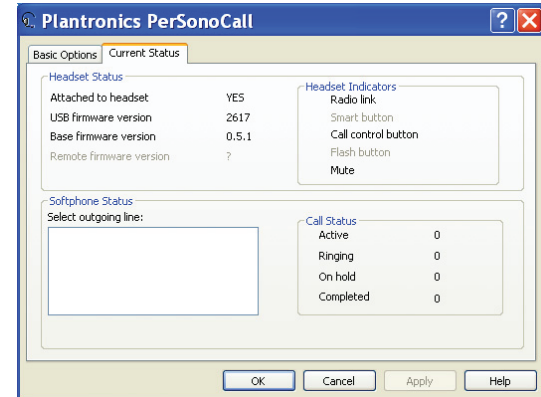 Plantronics PerSonoCall
Basic Options Current Status
Headset Status
Attached to headset YES
USB firmware version 2617
Base firmware version 0.5.1
Remote firmware version ?
Headset Indicators
Radio link
Smart button
Call control button
Flash button
Mute
Softphone Status
Select outgoing line:
Call Status
Active 0
Ringing 0
On hold 0
Completed 0
OK Cancel Apply Help